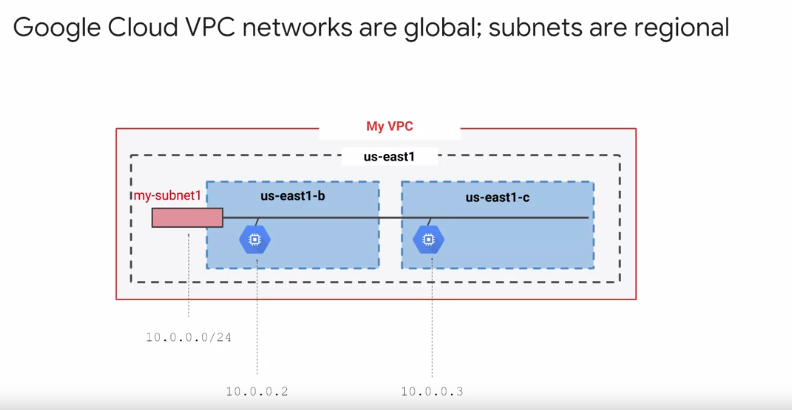 Google Cloud VPC networks are global; subnets are regional
My VPC
us-east1
my-subnet1
us-east1-b
us-east1-c
10.0.0.0/24
10.0.0.2
10.0.0.3